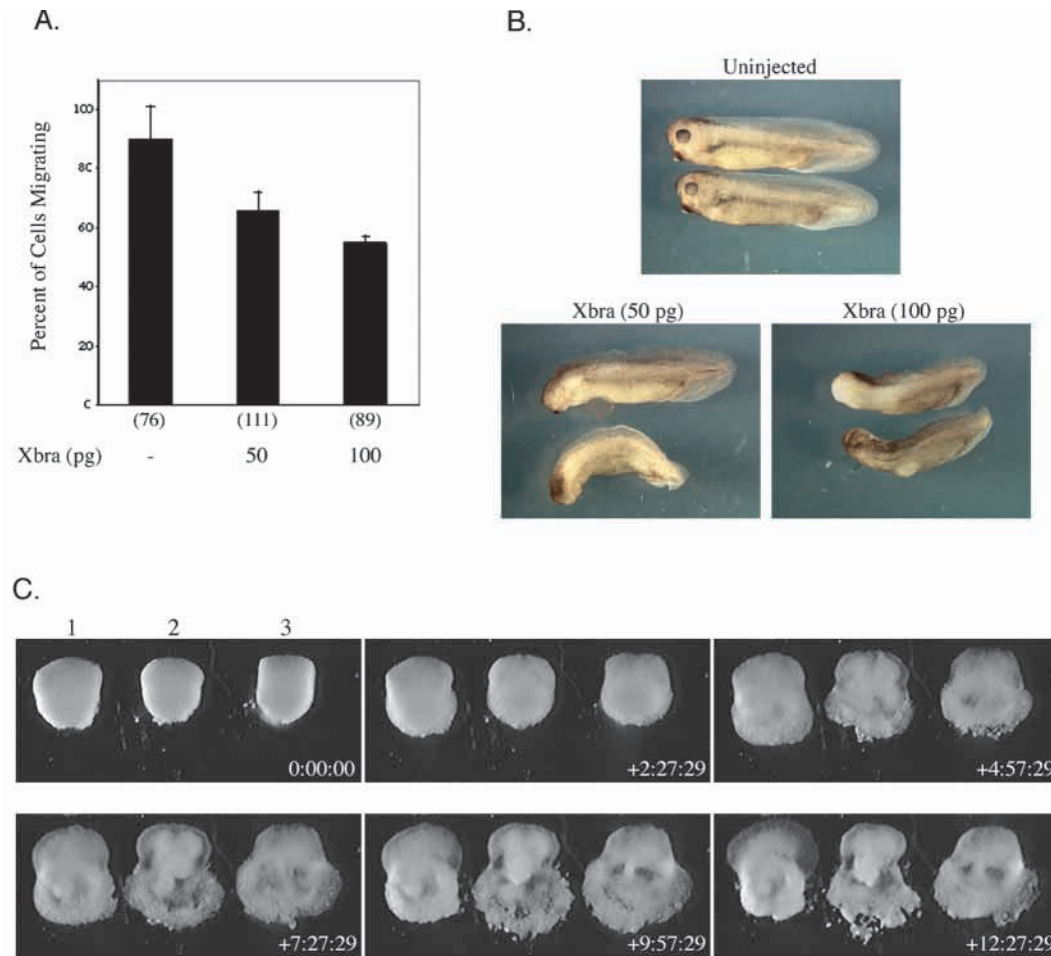 A.
Percent of Cells Migrating
100
80
60
40
20
0
(76) (111) (89)
Xbra (pg) - 50 100
B.
Uninjected
Xbra (50 pg)
Xbra (100 pg)
C.
1 2 3
0:00:00
+2:27:29
+4:57:29
+7:27:29
+9:57:29
+12:27:29